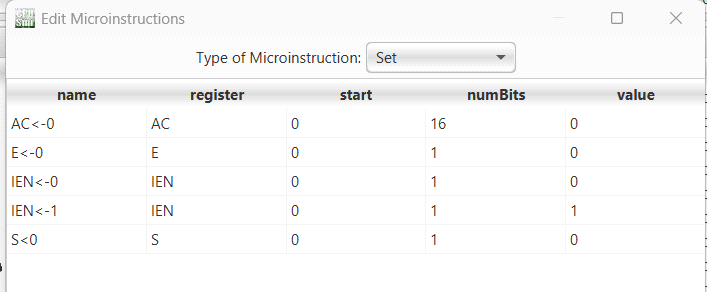 Edit Microinstructions
Type of Microinstruction: Set
name register start numBits value
AC<-0 AC 0 16 0
E<-0 E 0 1 0
IEN<-0 IEN 0 1 0
IEN<-1 IEN 0 1 1
S<0 S 0 1 0